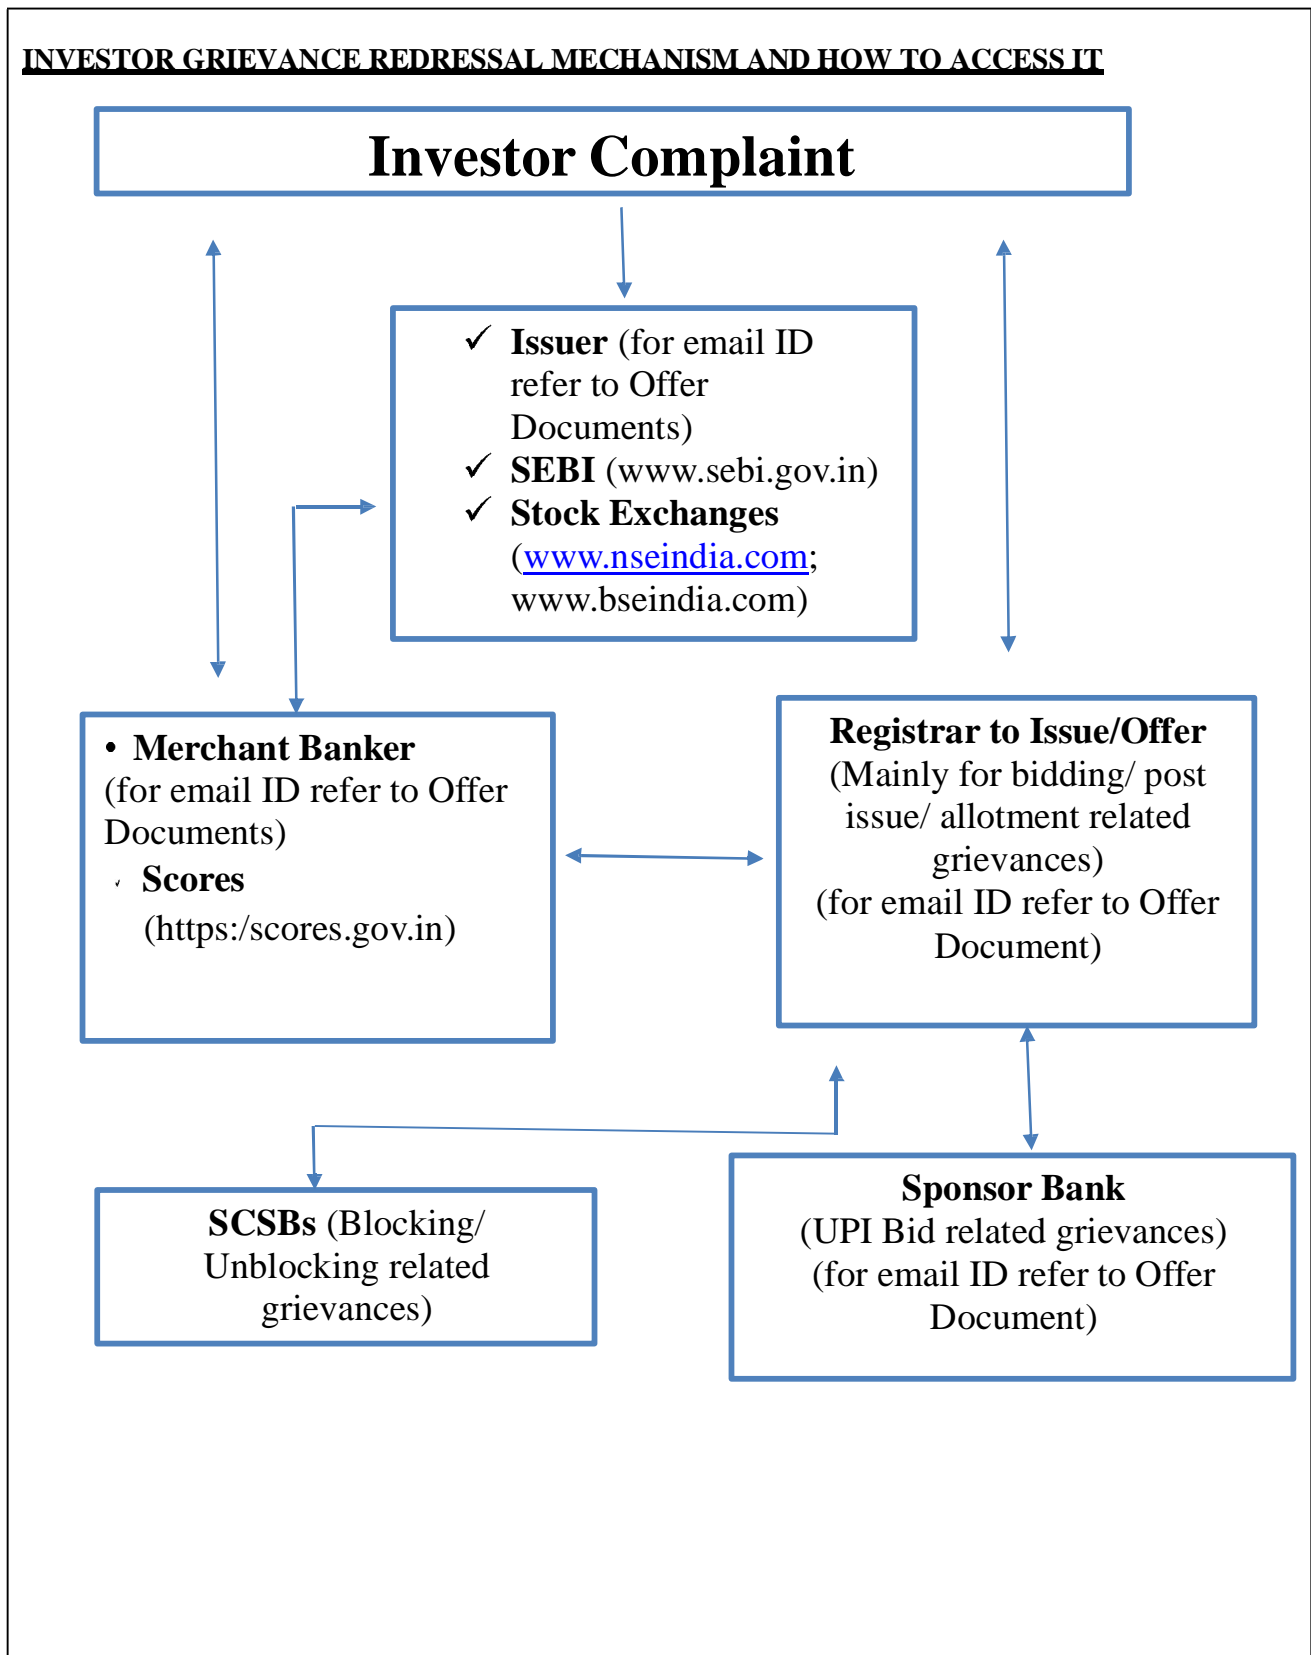 INVESTOR GRIEVANCE REDRESSAL MECHANISM AND HOW TO ACCESS IT
Investor Complaint
✓ Issuer (for email ID
refer to Offer
Documents)
✓ SEBI (www.sebi.gov.in)
✓ Stock Exchanges
(www.nseindia.com;
www.bseindia.com)
• Merchant Banker
(for email ID refer to Offer
Documents)
✓ Scores
(https:/scores.gov.in)
Registrar to Issue/Offer
(Mainly for bidding/ post
issue/ allotment related
grievances)
(for email ID refer to Offer
Document)
SCSBs (Blocking/
Unblocking related
grievances)
Sponsor Bank
(UPI Bid related grievances)
(for email ID refer to Offer
Document)